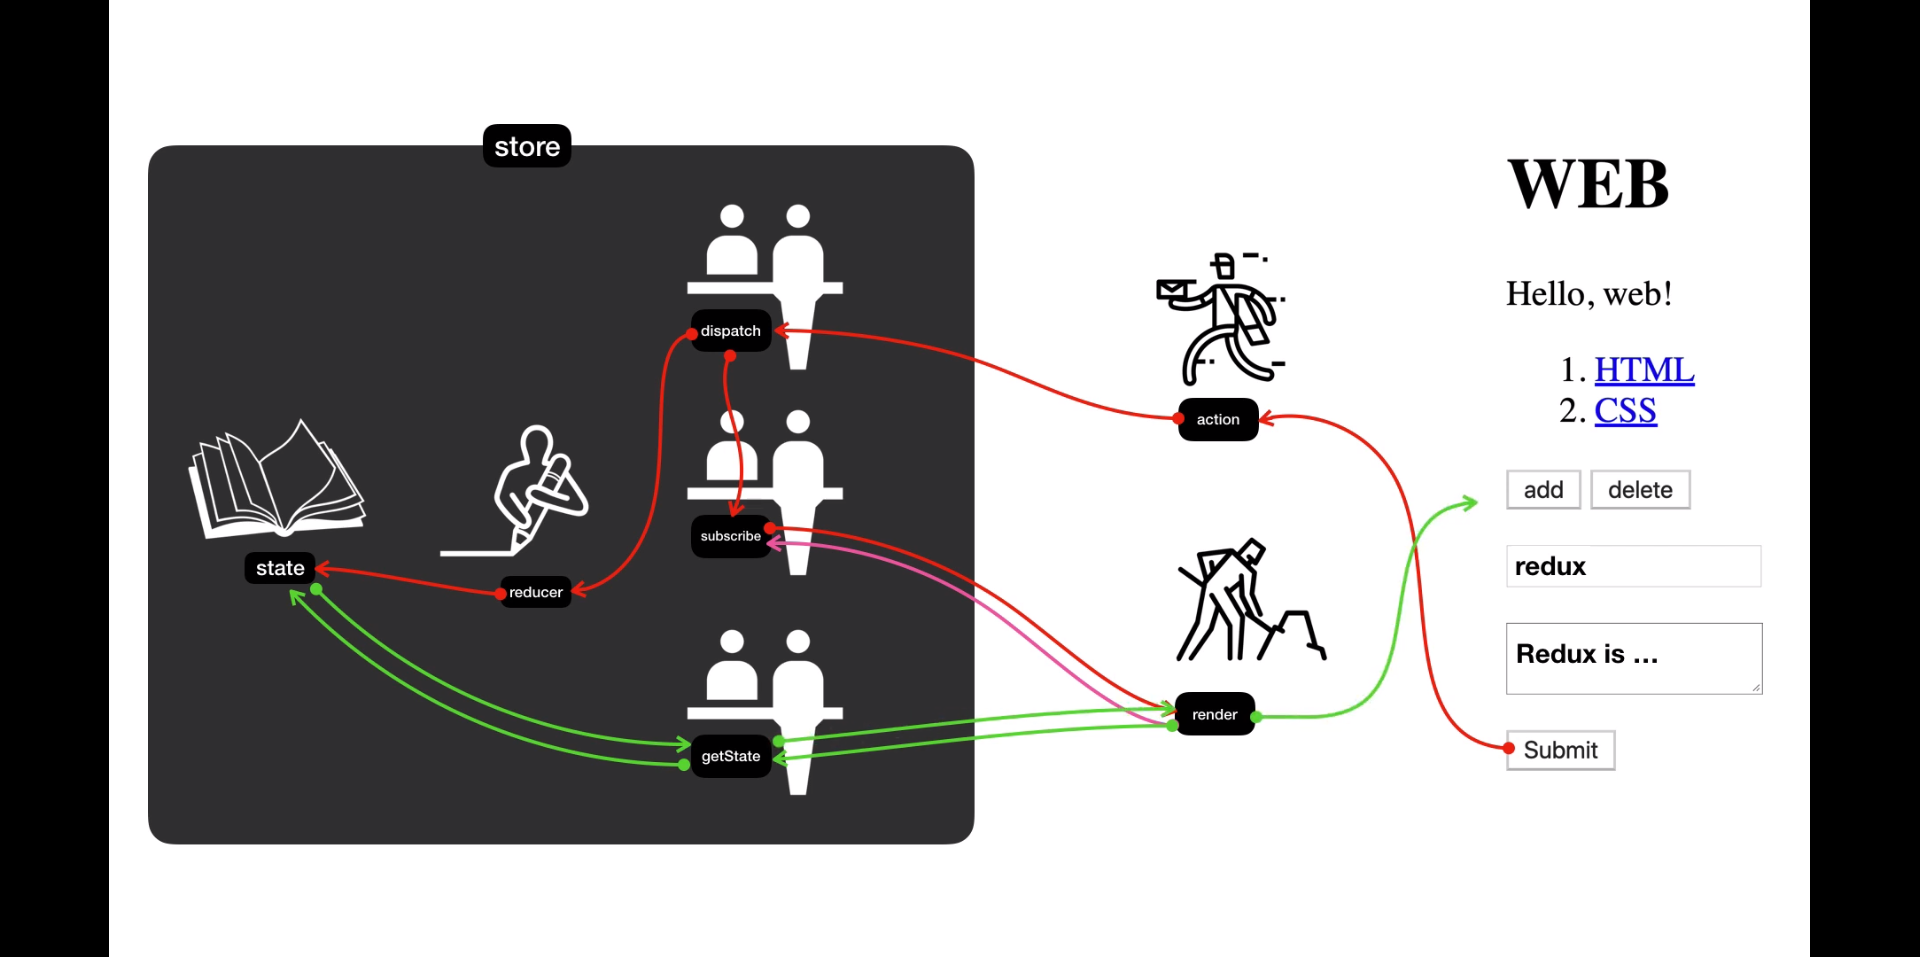 store
dispatch
subscribe
state
reducer
getState
action
render
WEB
Hello, web!
1. HTML
2. CSS
add delete
redux
Redux is ...
Submit